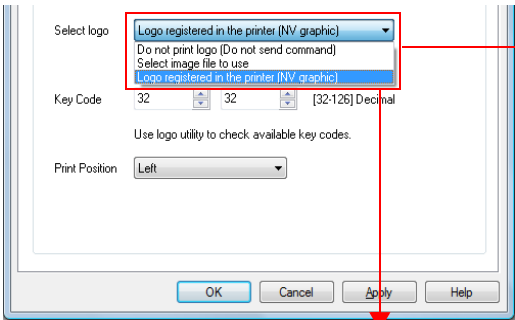 Select logo Logo registered in the printer (NV graphic)
Do not print logo (Do not send command)
Select image file to use
Logo registered in the printer (NV graphic)
Key Code 32 32 [32-126] Decimal
Use logo utility to check available key codes.
Print Position Left
OK Cancel Apply Help